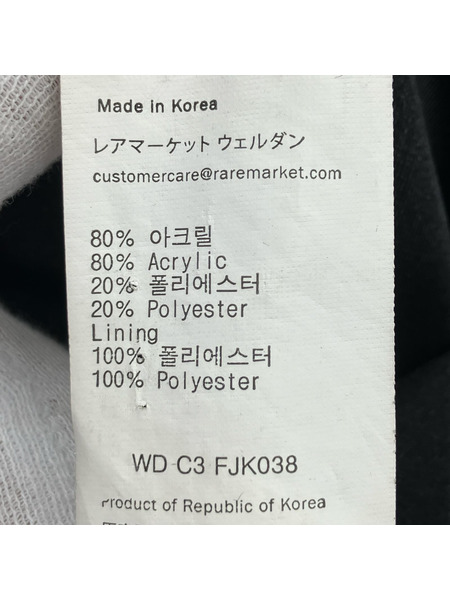 Made in Korea
レアマーケット ウェルダン
customercare@raremarket.com
80% 아크릴
80% Acrylic
20% 폴리에스터
20% Polyester
Lining
100% 폴리에스터
100% Polyester
WD C3 FJK038
Product of Republic of Korea